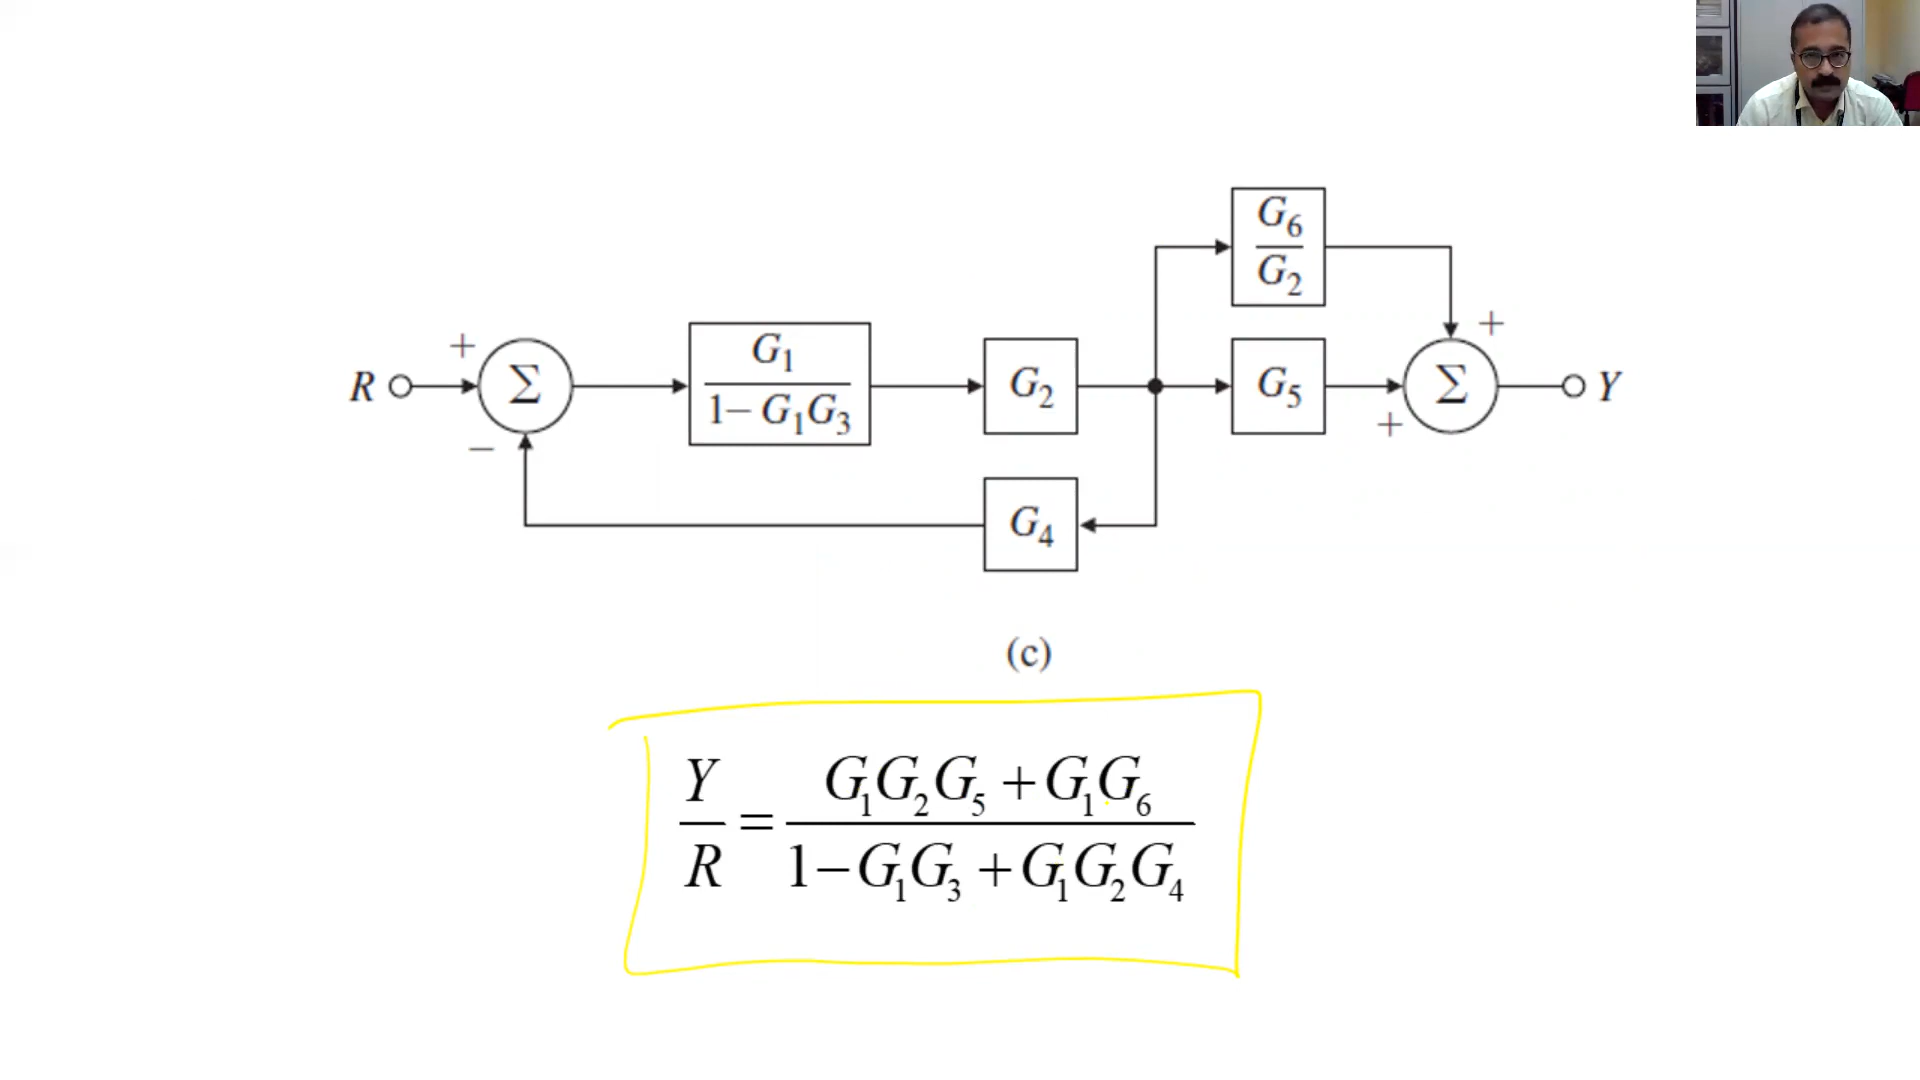 G₆
G₂
+
+
R
Σ
G₁
1− G₁G₃
G₂
G₅
Σ
Y
−
+
G₄
(c)
Y/R = (G₁G₂G₅ + G₁G₆)/(1 − G₁G₃ + G₁G₂G₄)